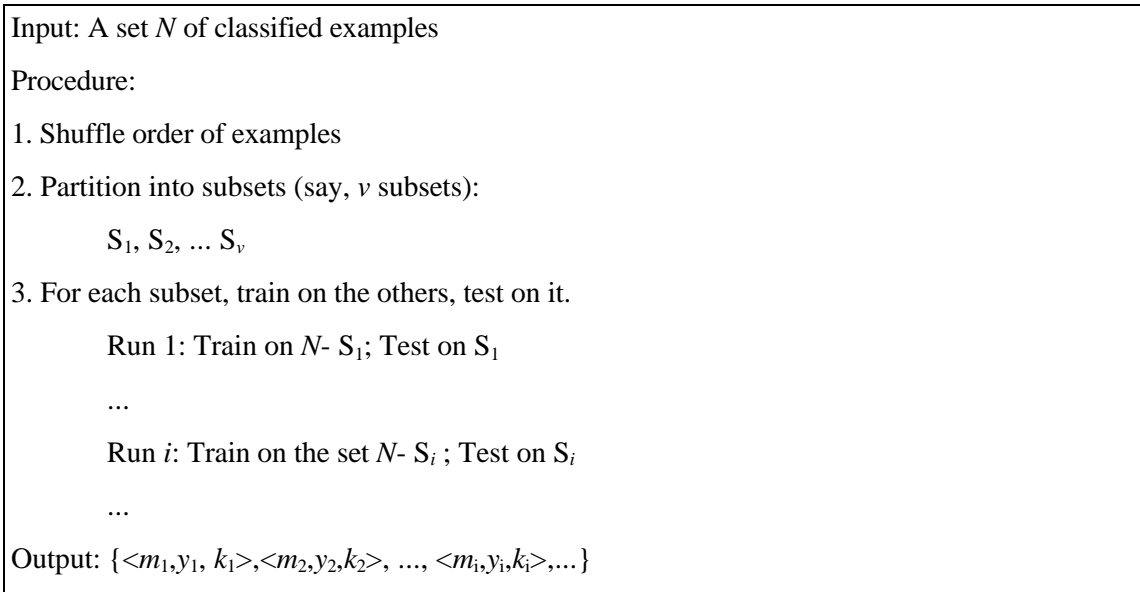 Input: A set N of classified examples
Procedure:
1. Shuffle order of examples
2. Partition into subsets (say, v subsets):
S₁, S₂, ... Sᵥ
3. For each subset, train on the others, test on it.
Run 1: Train on N- S₁; Test on S₁
...
Run i: Train on the set N- Sᵢ ; Test on Sᵢ
...
Output: {<m₁,y₁, k₁>,<m₂,y₂,k₂>, ..., <mᵢ,yᵢ,kᵢ>,...}